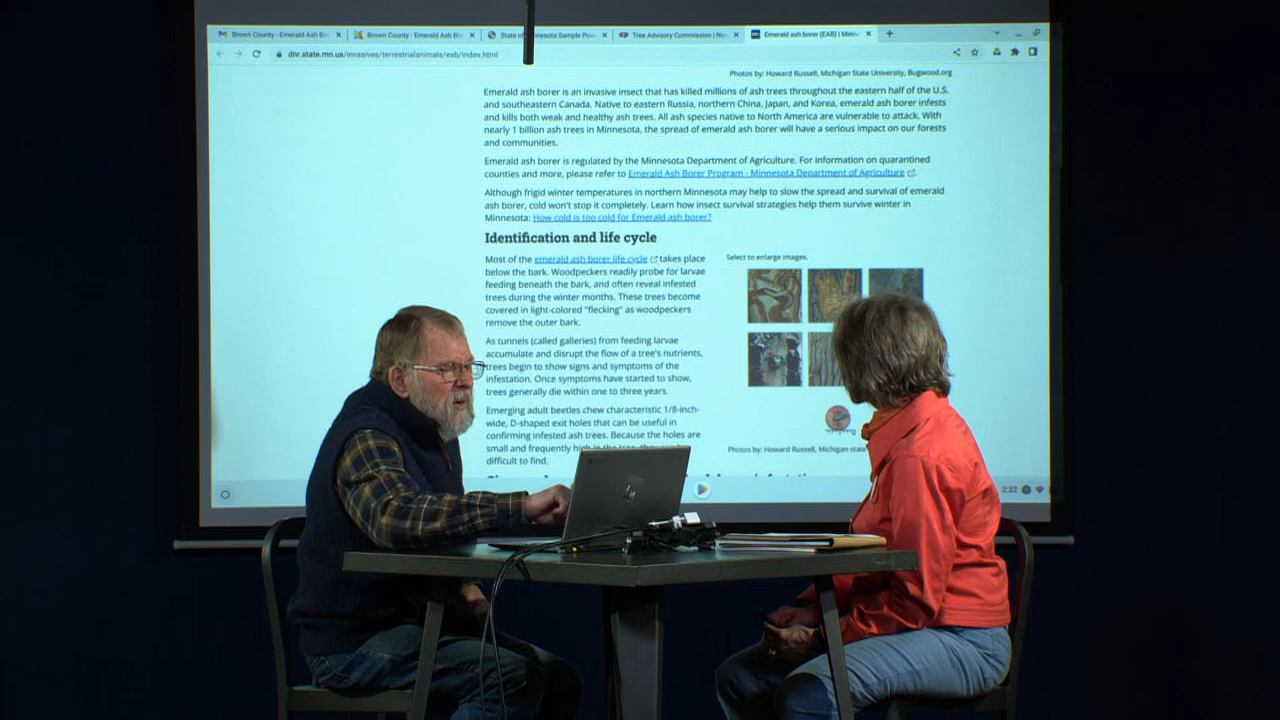 Brown County - Emerald Ash Bo
Brown County - Emerald Ash Bo
State of
nnesota Sample Pow
Tree Advisory Commission | Ne
Emerald ash borer (EAB) | Minn
dnr.state.mn.us/invasives/terrestrialanimals/eab/index.html
Photos by: Howard Russell, Michigan State University, Bugwood.org
Emerald ash borer is an invasive insect that has killed millions of ash trees throughout the eastern half of the U.S.
and southeastern Canada. Native to eastern Russia, northern China, Japan, and Korea, emerald ash borer infests
and kills both weak and healthy ash trees. All ash species native to North America are vulnerable to attack. With
nearly 1 billion ash trees in Minnesota, the spread of emerald ash borer will have a serious impact on our forests
and communities.
Emerald ash borer is regulated by the Minnesota Department of Agriculture. For information on quarantined
counties and more, please refer to Emerald Ash Borer Program - Minnesota Department of Agriculture.
Although frigid winter temperatures in northern Minnesota may help to slow the spread and survival of emerald
ash borer, cold won't stop it completely. Learn how insect survival strategies help them survive winter in
Minnesota: How cold is too cold for Emerald ash borer?
Identification and life cycle
Most of the emerald ash borer life cycle takes place
below the bark. Woodpeckers readily probe for larvae
feeding beneath the bark, and often reveal infested
trees during the winter months. These trees become
covered in light-colored "flecking" as woodpeckers
remove the outer bark.
As tunnels (called galleries) from feeding larvae
accumulate and disrupt the flow of a tree's nutrients,
trees begin to show signs and symptoms of the
infestation. Once symptoms have started to show,
trees generally die within one to three years.
Emerging adult beetles chew characteristic 1/8-inch-
wide, D-shaped exit holes that can be useful in
confirming infested ash trees. Because the holes are
small and frequently high in the tree, they
difficult to find.
Select to enlarge images.
Photos by: Howard Russell, Michigan state
2:22
hp